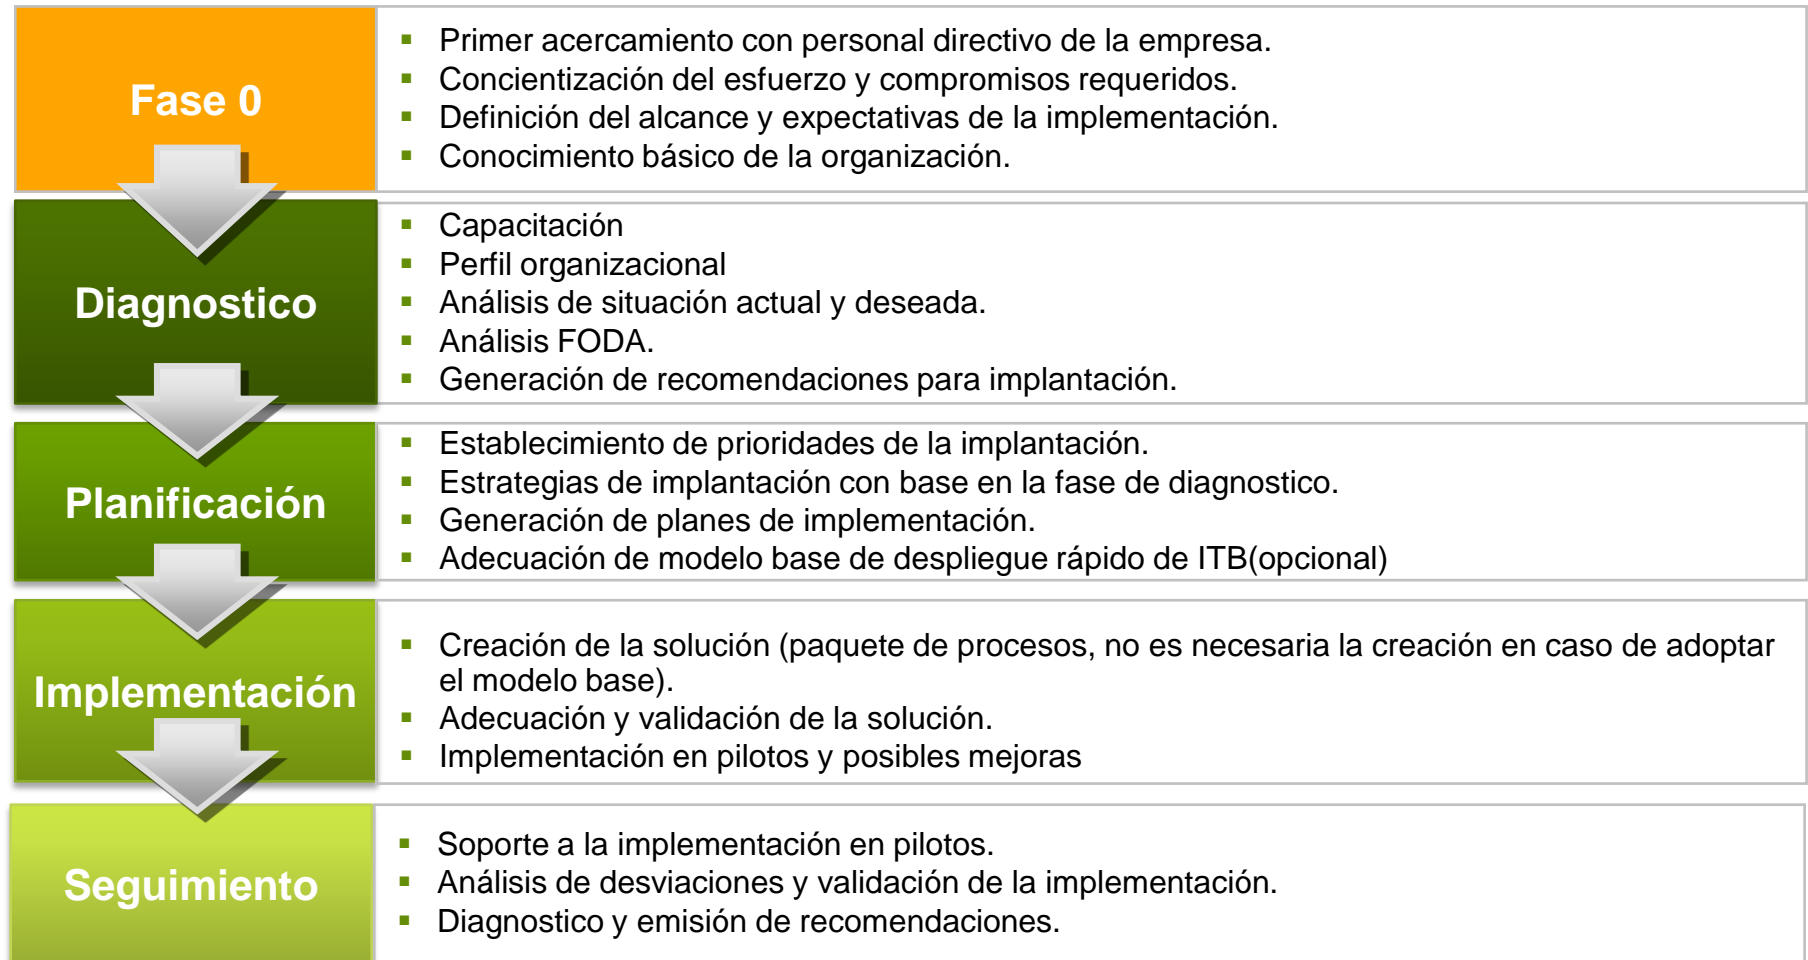 Fase 0
Primer acercamiento con personal directivo de la empresa.
Concientización del esfuerzo y compromisos requeridos.
Definición del alcance y expectativas de la implementación.
Conocimiento básico de la organización.
Diagnostico
Capacitación
Perfil organizacional
Análisis de situación actual y deseada.
Análisis FODA.
Generación de recomendaciones para implantación.
Planificación
Establecimiento de prioridades de la implantación.
Estrategias de implantación con base en la fase de diagnostico.
Generación de planes de implementación.
Adecuación de modelo base de despliegue rápido de ITB(opcional)
Implementación
Creación de la solución (paquete de procesos, no es necesaria la creación en caso de adoptar
el modelo base).
Adecuación y validación de la solución.
Implementación en pilotos y posibles mejoras
Seguimiento
Soporte a la implementación en pilotos.
Análisis de desviaciones y validación de la implementación.
Diagnostico y emisión de recomendaciones.